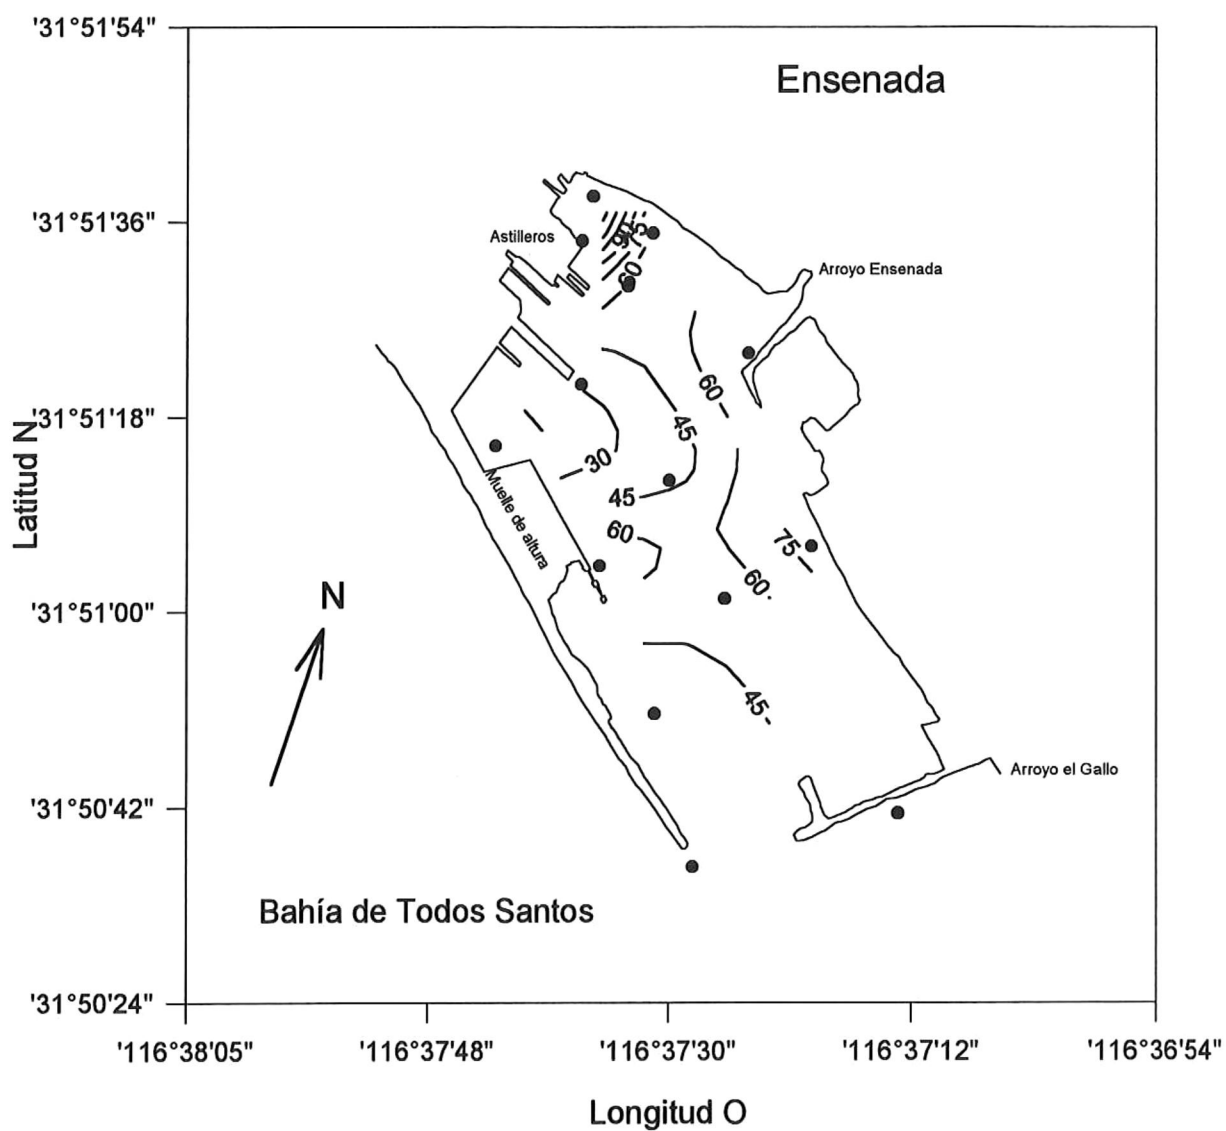 '31°51'54"
Ensenada
'31°51'36"
Astilleros
90
75
60
Arroyo Ensenada
60
'31°51'18"
45
30
45
Latitud N
Muelle de altura
60
75
60
N
'31°51'00"
45
Arroyo el Gallo
'31°50'42"
Bahía de Todos Santos
'31°50'24"
'116°38'05"
'116°37'48"
'116°37'30"
'116°37'12"
'116°36'54"
Longitud O